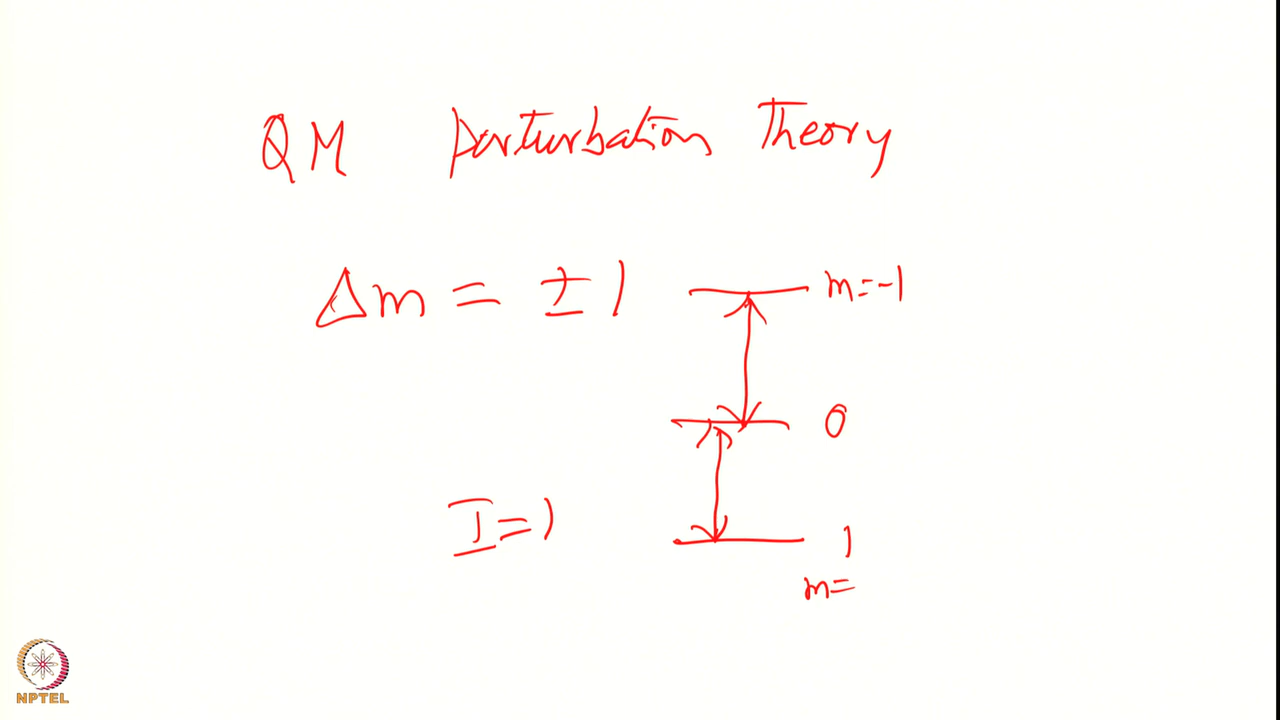 QM Perturbation Theory
Δm = ± 1
m=-1
0
I=1
1
m=
NPTEL